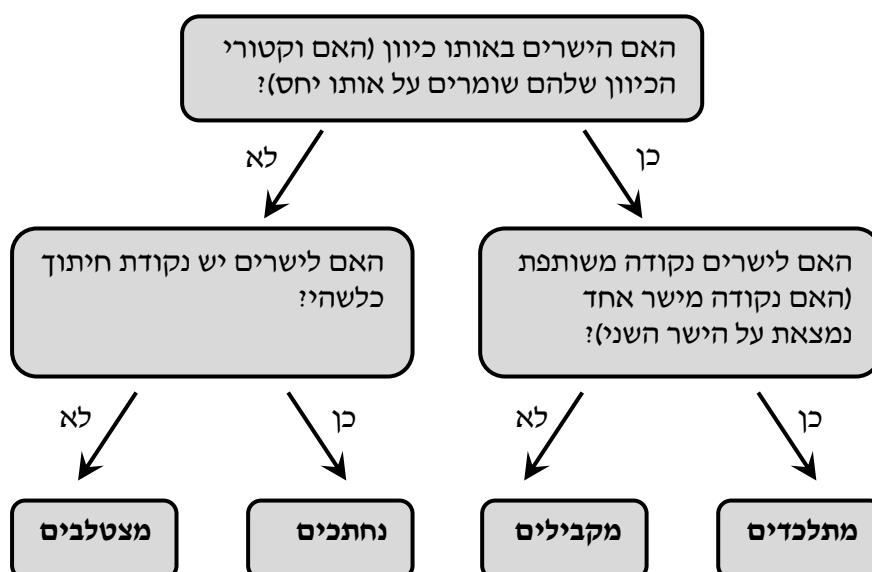 האם הישרים באותו כיוון (האם וקטורי
הכיוון שלהם שומרים על אותו יחס)?
כן
לא
האם לישרים נקודה משותפת
(האם נקודה מישר אחד
נמצאת על הישר השני)?
האם לישרים יש נקודת חיתוך
כלשהי?
כן
לא
כן
לא
מתלכדים
מקבילים
נחתכים
מצטלבים